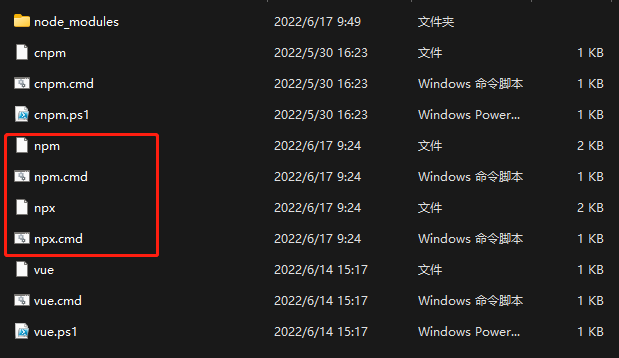 node_modules 2022/6/17 9:49 文件夹
cnpm 2022/5/30 16:23 文件 1 KB
cnpm.cmd 2022/5/30 16:23 Windows 命令脚本 1 KB
cnpm.ps1 2022/5/30 16:23 Windows Power... 1 KB
npm 2022/6/17 9:24 文件 2 KB
npm.cmd 2022/6/17 9:24 Windows 命令脚本 1 KB
npx 2022/6/17 9:24 文件 2 KB
npx.cmd 2022/6/17 9:24 Windows 命令脚本 1 KB
vue 2022/6/14 15:17 文件 1 KB
vue.cmd 2022/6/14 15:17 Windows 命令脚本 1 KB
vue.ps1 2022/6/14 15:17 Windows Power... 1 KB